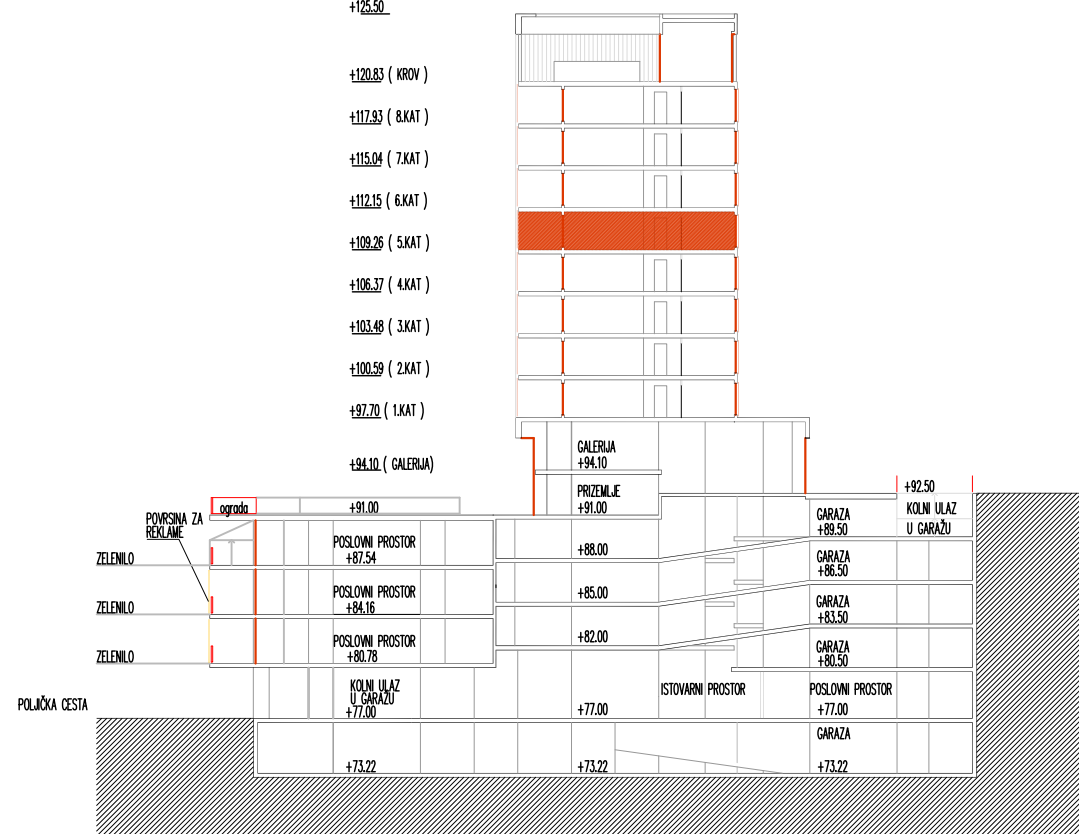 +125.50
+120.83 ( KROV )
+117.93 ( 8.KAT )
+115.04 ( 7.KAT )
+112.15 ( 6.KAT )
+109.26 ( 5.KAT )
+106.37 ( 4.KAT )
+103.48 ( 3.KAT )
+100.59 ( 2.KAT )
+97.70 ( 1.KAT )
+94.10 ( GALERIJA)
GALERIJA
+94.10
PRIZEMLJE
+91.00
+92.50
KOLNI ULAZ
U GARAŽU
ograda
+91.00
POVRSINA ZA
REKLAME
ZELENILO
ZELENILO
ZELENILO
POSLOVNI PROSTOR
+87.54
POSLOVNI PROSTOR
+84.16
POSLOVNI PROSTOR
+80.78
+88.00
+85.00
+82.00
GARAZA
+89.50
GARAZA
+86.50
GARAZA
+83.50
GARAZA
+80.50
POLJIČKA CESTA
KOLNI ULAZ
U GARAŽU
+77.00
+77.00
ISTOVARNI PROSTOR
POSLOVNI PROSTOR
+77.00
GARAZA
+73.22
+73.22
+73.22